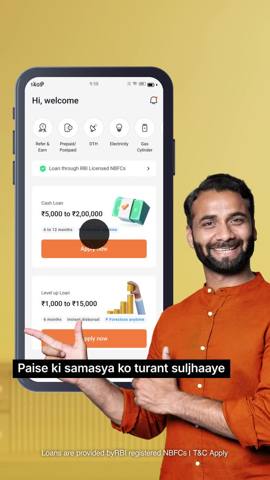 9:58
Hi, welcome
Refer & Earn
Prepaid/ Postpaid
DTH
Electricity
Gas Cylinder
Loan through RBI Licensed NBFCs
Cash Loan
₹5,000 to ₹2,00,000
6 to 12 months
Apply now
Level up Loan
₹1,000 to ₹15,000
6 months
Instant disbursal
Foreclose anytime
Apply now
Paise ki samasya ko turant suljhaaye
Loans are provided byRBI registered NBFCs | T&C Apply